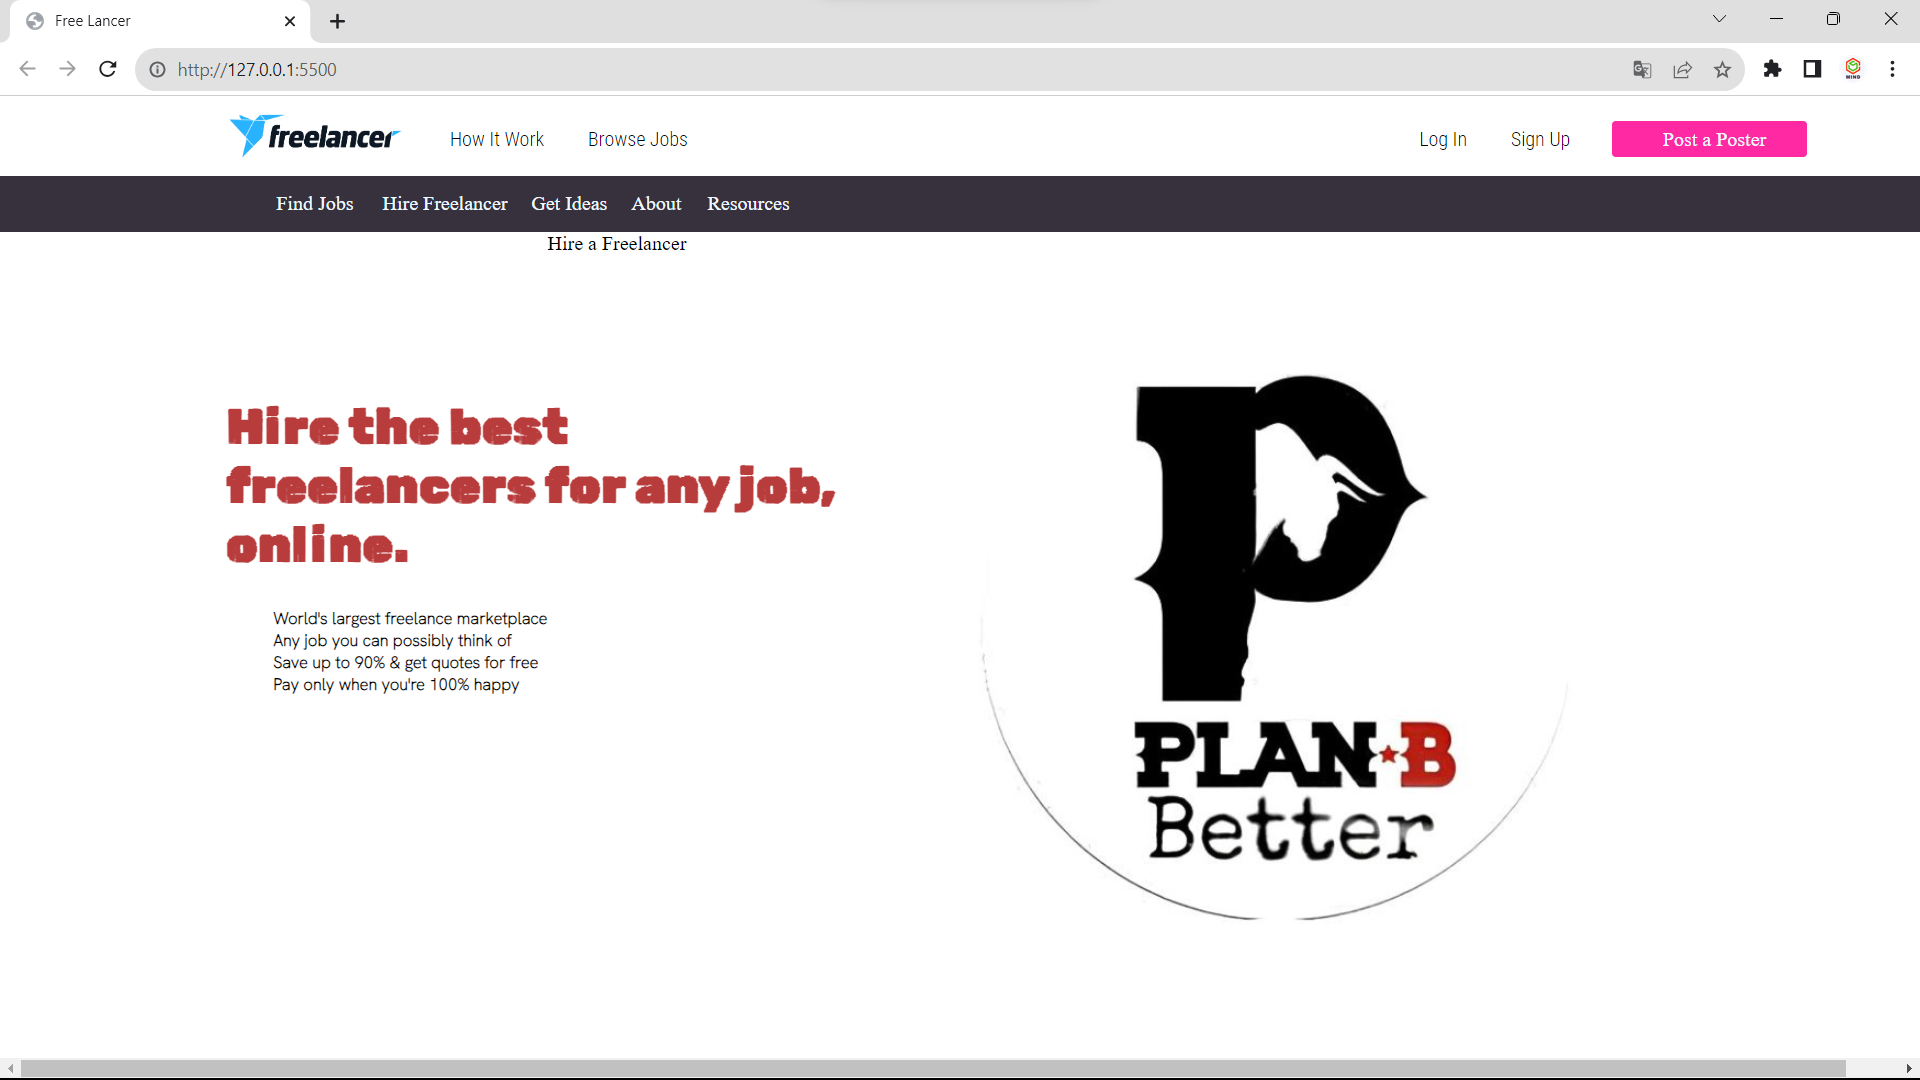 Free Lancer
http://127.0.0.1:5500
MIND
freelancer How It Work Browse Jobs Log In Sign Up Post a Poster
Find Jobs Hire Freelancer Get Ideas About Resources
Hire a Freelancer
Hire the best
freelancers for any job,
online.
World's largest freelance marketplace
Any job you can possibly think of
Save up to 90% & get quotes for free
Pay only when you're 100% happy
P
PLAN★B
Better